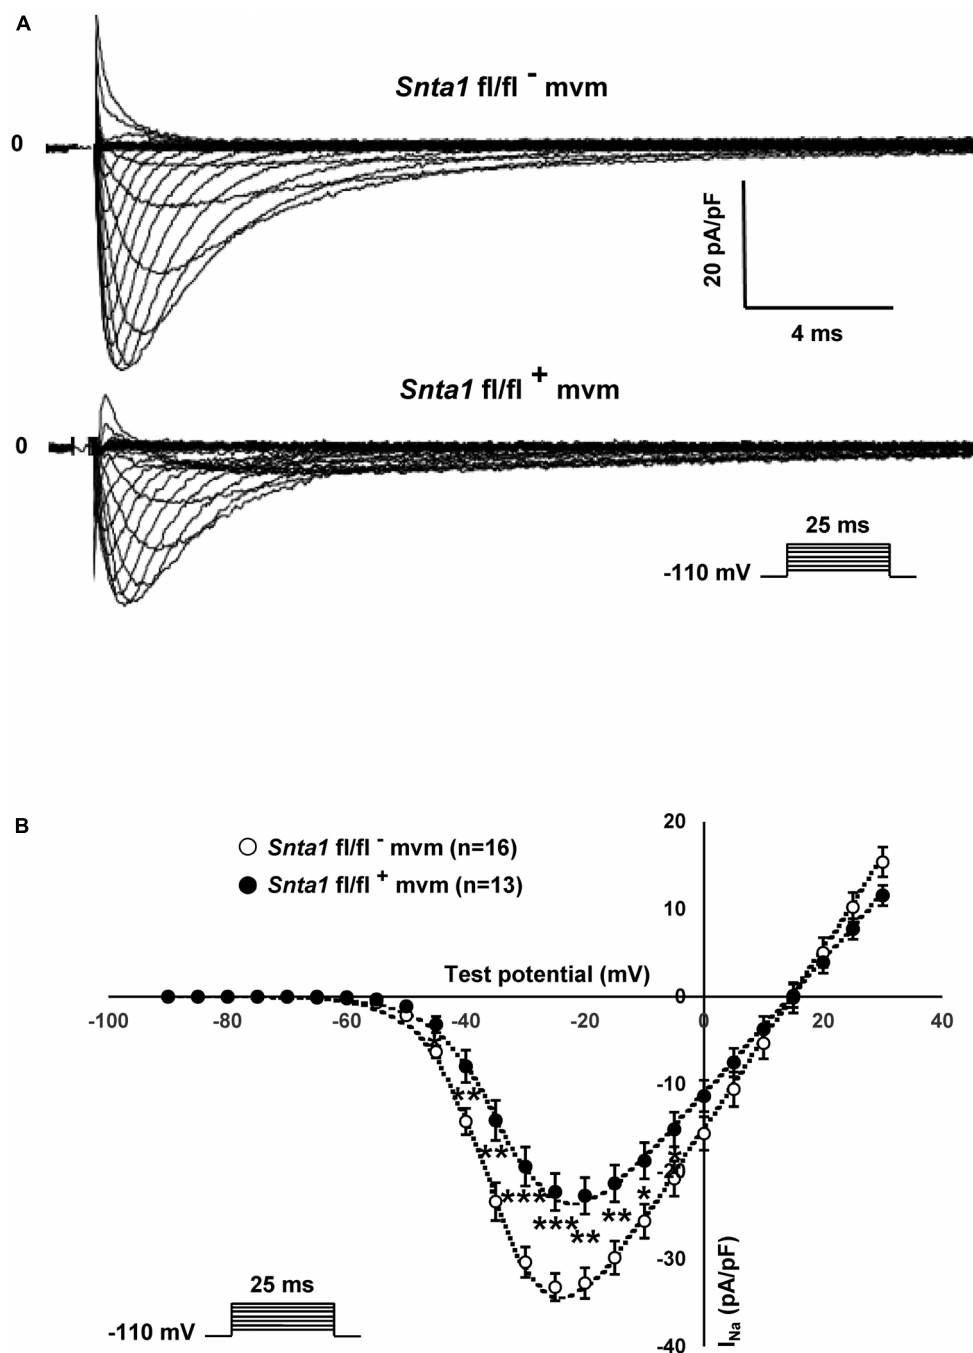 A
Snta1 fl/fl - mvm
0
20 pA/pF
4 ms
Snta1 fl/fl + mvm
0
25 ms
-110 mV
B
20
Snta1 fl/fl - mvm (n=16)
Snta1 fl/fl + mvm (n=13)
10
Test potential (mV)
0
-100 -80 -60 -40 -20 0 20 40
*
-10
**
**
*
-20
*
***
*
***
**
**
-30
25 ms
-110 mV
INa (pA/pF)
-40